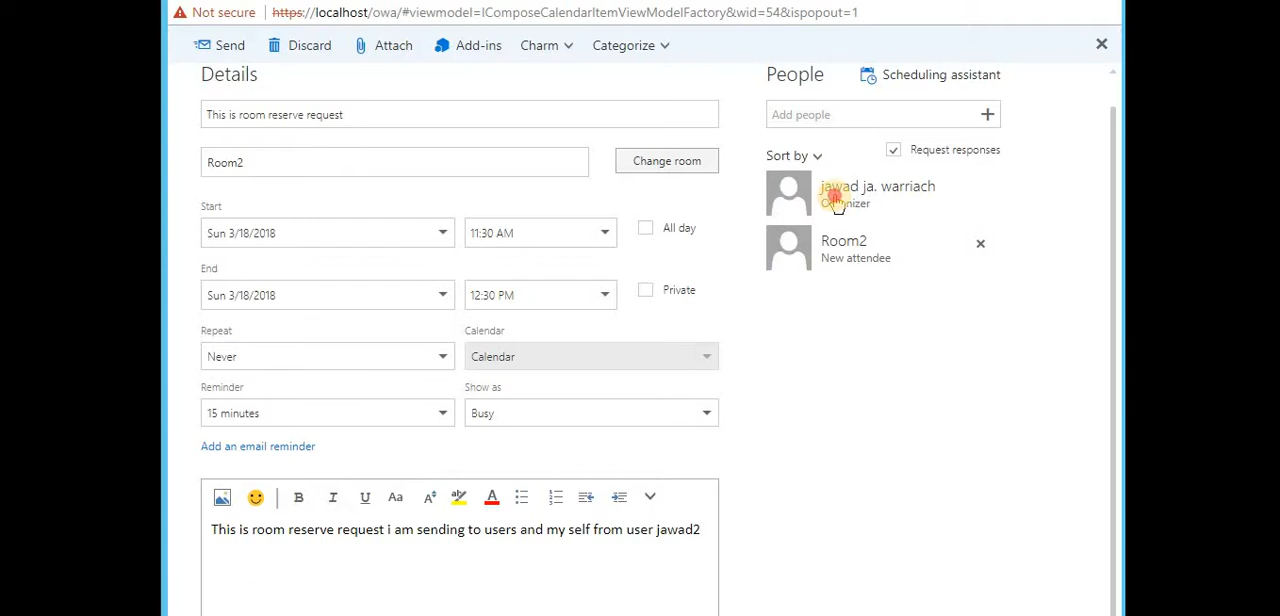 Not secure https://localhost/owa/#viewmodel=IComposeCalendarItemViewModelFactory&wid=54&ispopout=1
Send Discard Attach Add-ins Charm Categorize
Details
People Scheduling assistant
This is room reserve request
Add people
Room2
Change room
Sort by Request responses
jawad ja. warriach
Organizer
Start
Sun 3/18/2018 11:30 AM All day
Room2
New attendee
End
Sun 3/18/2018 12:30 PM Private
Repeat Calendar
Never Calendar
Reminder Show as
15 minutes Busy
Add an email reminder
B I U Aa A aby A
This is room reserve request i am sending to users and my self from user jawad2